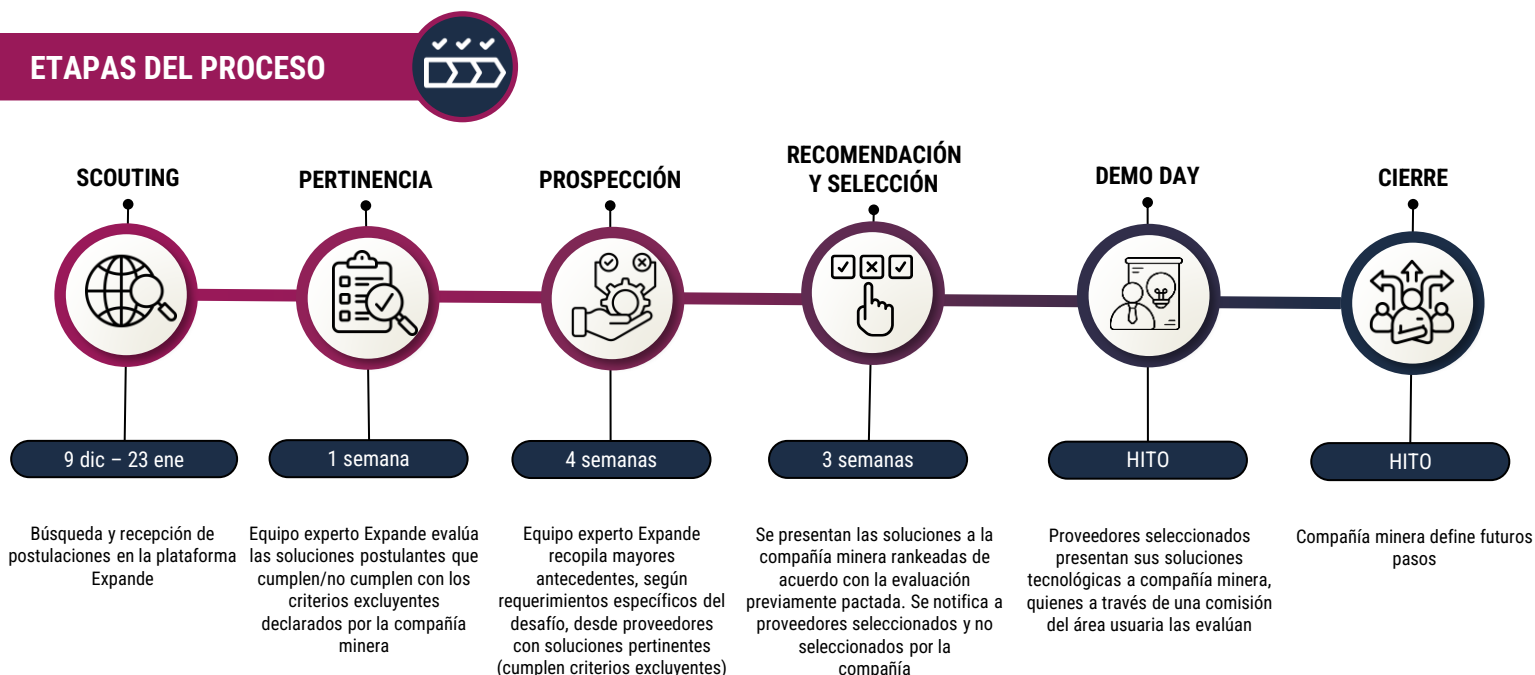 ETAPAS DEL PROCESO
SCOUTING
9 dic – 23 ene
Búsqueda y recepción de
postulaciones en la plataforma
Expande
PERTINENCIA
1 semana
Equipo experto Expande evalúa
las soluciones postulantes que
cumplen/no cumplen con los
criterios excluyentes
declarados por la compañía
minera
PROSPECCIÓN
4 semanas
Equipo experto Expande
recopila mayores
antecedentes, según
requerimientos específicos del
desafío, desde proveedores
con soluciones pertinentes
(cumplen criterios excluyentes)
RECOMENDACIÓN
Y SELECCIÓN
3 semanas
Se presentan las soluciones a la
compañía minera rankeadas de
acuerdo con la evaluación
previamente pactada. Se notifica a
proveedores seleccionados y no
seleccionados por la
compañía
DEMO DAY
HITO
Proveedores seleccionados
presentan sus soluciones
tecnológicas a compañía minera,
quienes a través de una comisión
del área usuaria las evalúan
CIERRE
HITO
Compañía minera define futuros
pasos